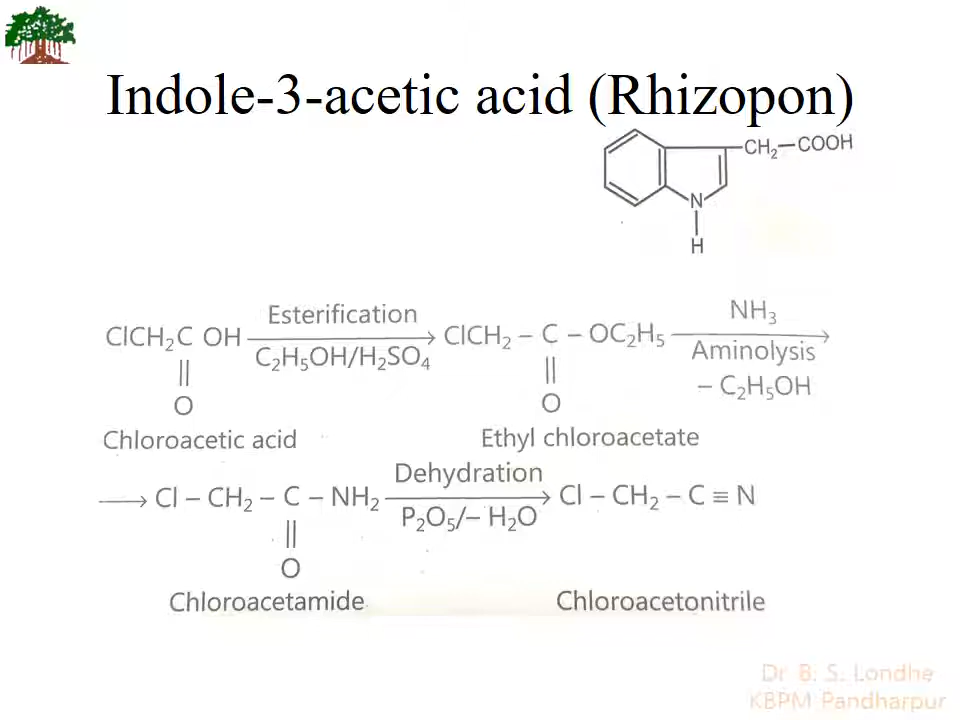 Indole-3-acetic acid (Rhizopon)
CH₂—COOH
N
H
Esterification NH₃
ClCH₂C OH ⟶ ClCH₂ – C – OC₂H₅ ⟶
C₂H₅OH/H₂SO₄ Aminolysis
|| || – C₂H₅OH
O O
Chloroacetic acid Ethyl chloroacetate
Dehydration
⟶ Cl – CH₂ – C – NH₂ ⟶ Cl – CH₂ – C ≡ N
P₂O₅/– H₂O
||
O
Chloroacetamide Chloroacetonitrile
Dr. B. S. Londhe
KBPM Pandharpur